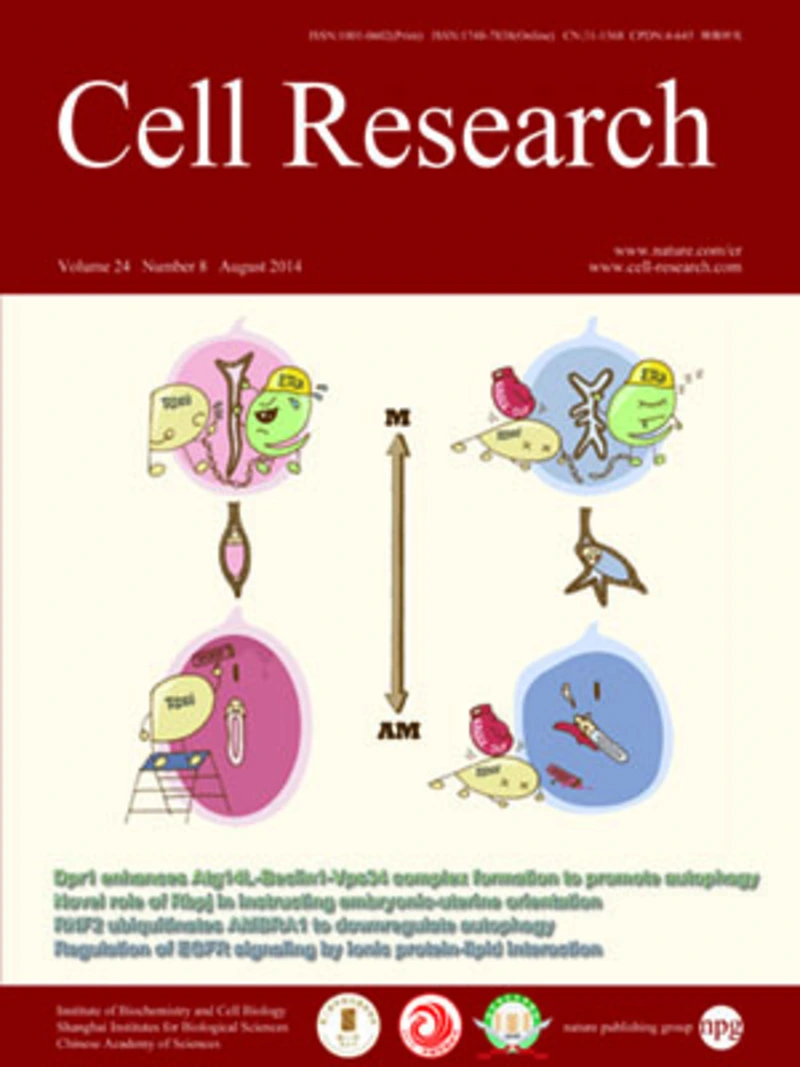 ISSN:1001-0602(Print) ISSN:1748-7838(Online) CN:31-1568 CPDN:4-645
Cell Research
Volume 24 Number 8 August 2014
www.nature.com/cr
www.cell-research.com
ERα
ERα
Rbpj
M
Rbpj
AM
Dpr1 enhances Atg14L-Beclin1-Vps34 complex formation to promote autophagy
Novel role of Rbpj in instructing embryonic-uterine orientation
RNF2 ubiquitinates AMBRA1 to downregulate autophagy
Regulation of EGFR signaling by ionic protein-lipid interaction
Institute of Biochemistry and Cell Biology
Shanghai Institutes for Biological Sciences
Chinese Academy of Sciences
nature publishing group npg